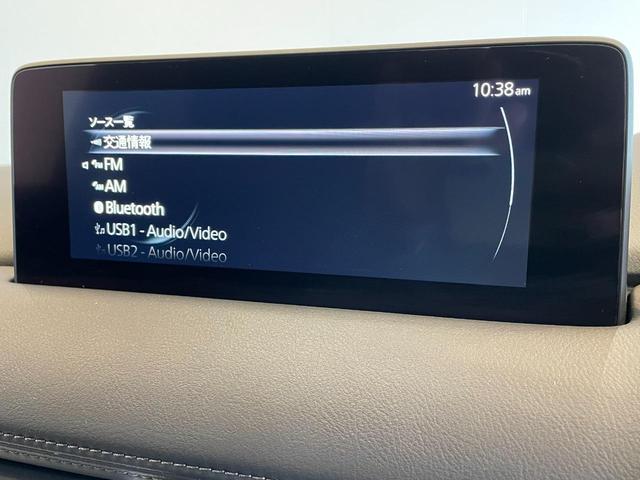 10:38am
ソース一覧
交通情報
FM
AM
Bluetooth
USB1 - Audio/Video
USB2 - Audio/Video